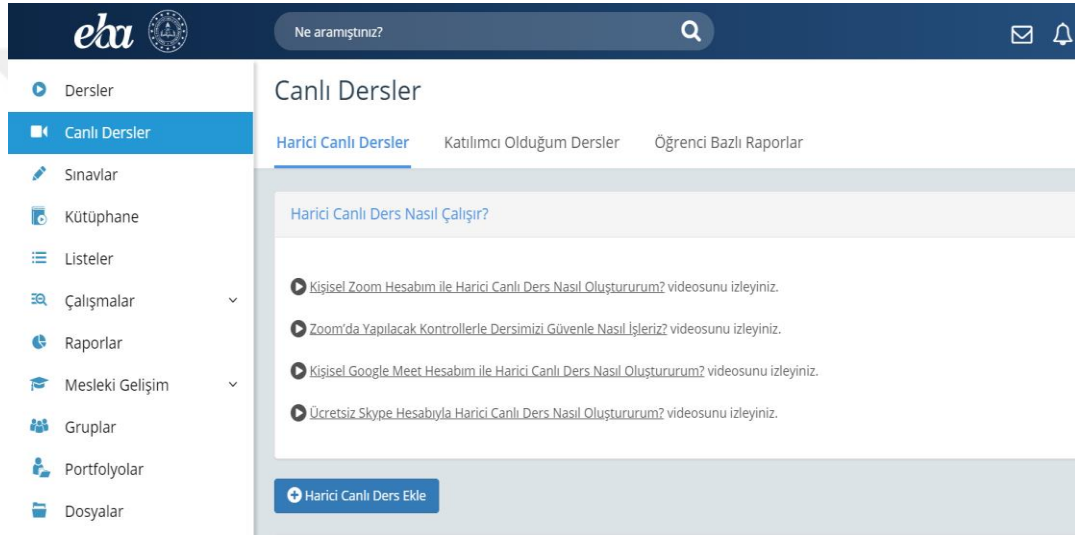 eba
Ne aramıştınız?
Dersler
Canlı Dersler
Sınavlar
Kütüphane
Listeler
Çalışmalar
Raporlar
Mesleki Gelişim
Gruplar
Portfolyolar
Dosyalar
Canlı Dersler
Harici Canlı Dersler Katılımcı Olduğum Dersler Öğrenci Bazlı Raporlar
Harici Canlı Ders Nasıl Çalışır?
Kişisel Zoom Hesabım ile Harici Canlı Ders Nasıl Oluştururum? videosunu izleyiniz.
Zoom'da Yapılacak Kontrollerle Dersimizi Güvenle Nasıl İşleriz? videosunu izleyiniz.
Kişisel Google Meet Hesabım ile Harici Canlı Ders Nasıl Oluştururum? videosunu izleyiniz.
Ücretsiz Skype Hesabıyla Harici Canlı Ders Nasıl Oluştururum? videosunu izleyiniz.
Harici Canlı Ders Ekle